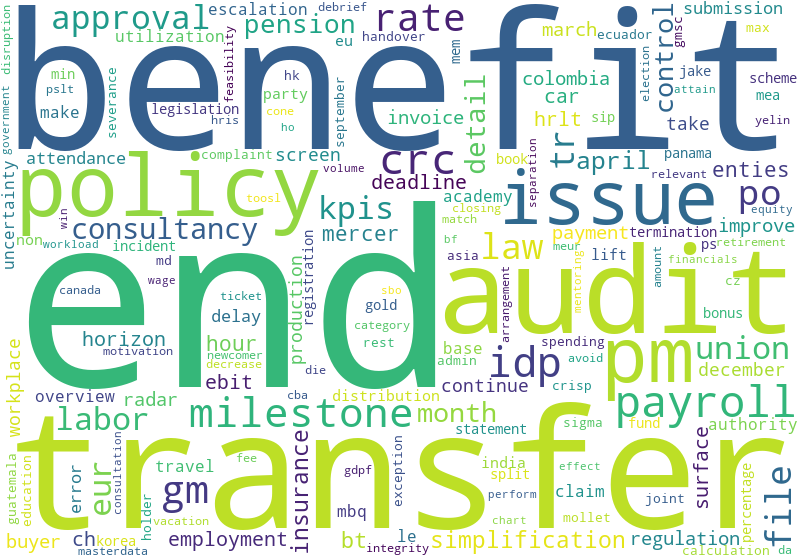 benefit
end
transfer
policy
audit
issue
pm
payroll
milestone
idp
gm
crc
po
union
law
kpis
consultancy
rate
pension
approval
tr
file
labor
eur
month
simplification
control
detail
insurance
surface
april
car
colombia
hrlt
invoice
party
deadline
mercer
screen
attendance
utilization
escalation
debrief
handover
eu
hk
legislation
feasibility
severance
min
pslt
make
hris
cone
ho
september
mem
march
ecuador
election
gmsc
submission
max
jake
attain
scheme
mea
yelin
take
panama
relevant
enties
equity
separation
sip
book
academy
match
closing
volume
complaint
toosl
government
disruption
uncertainty
non
workload
win
incident
md
wage
canada
ticket
delay
gold
category
rest
sbo
registration
production
bf
asia
meur
payment
lift
termination
ps
improve
retirement
financials
amount
mentoring
arrangement
cz
bonus
december
spending
avoid
base
admin
continue
crisp
hour
newcomer
decrease
ebit
die
cba
horizon
motivation
overview
radar
workplace
distribution
statement
sigma
fund
authority
percentage
joint
calculation
da
effect
claim
mollet
regulation
india
split
perform
chart
le
integrity
bt
exception
gdpf
mbq
travel
fee
vacation
employment
holder
consultation
error
education
guatemala
buyer
ch
korea
masterdata